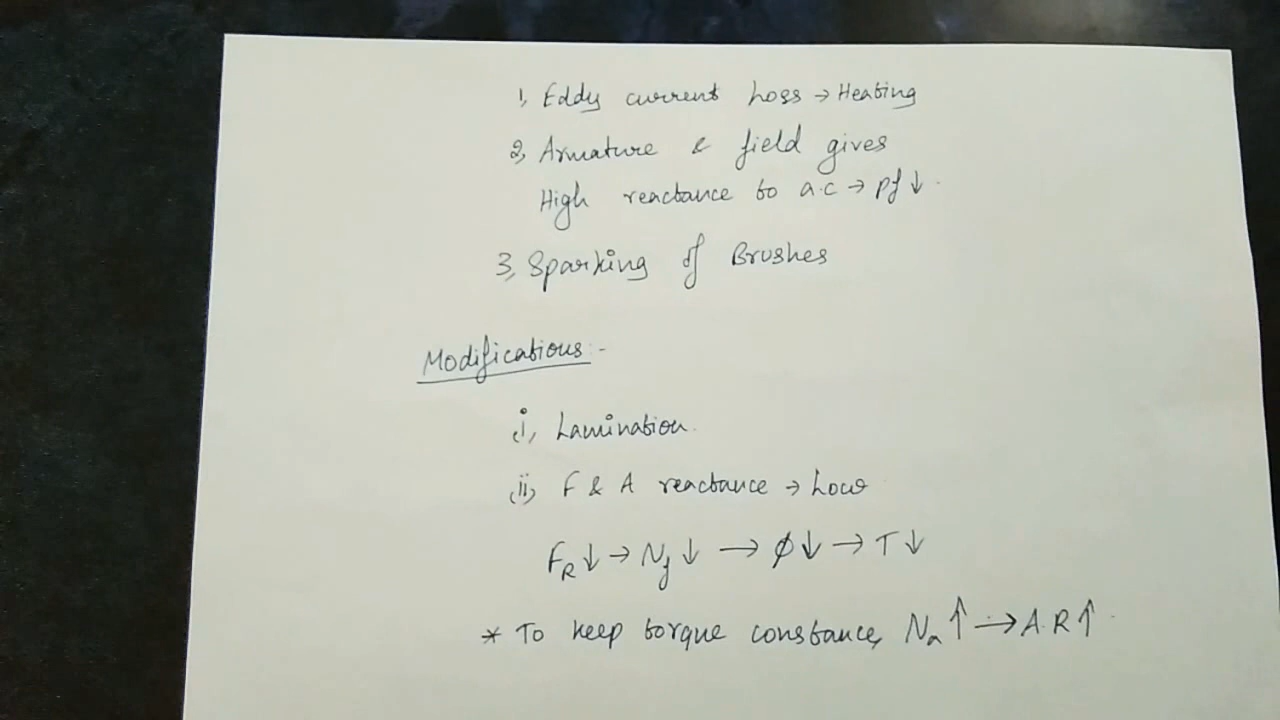 1, Eddy current Loss → Heating
2, Armature & field gives
High reactance to a.c → pf ↓.
3, Sparking of Brushes
Modifications:-
(i), Lamination.
(ii), F & A reactance → Low
F_R ↓ → N_f ↓ → φ ↓ → T ↓
* To keep torque constance, N_a ↑ → A.R ↑.